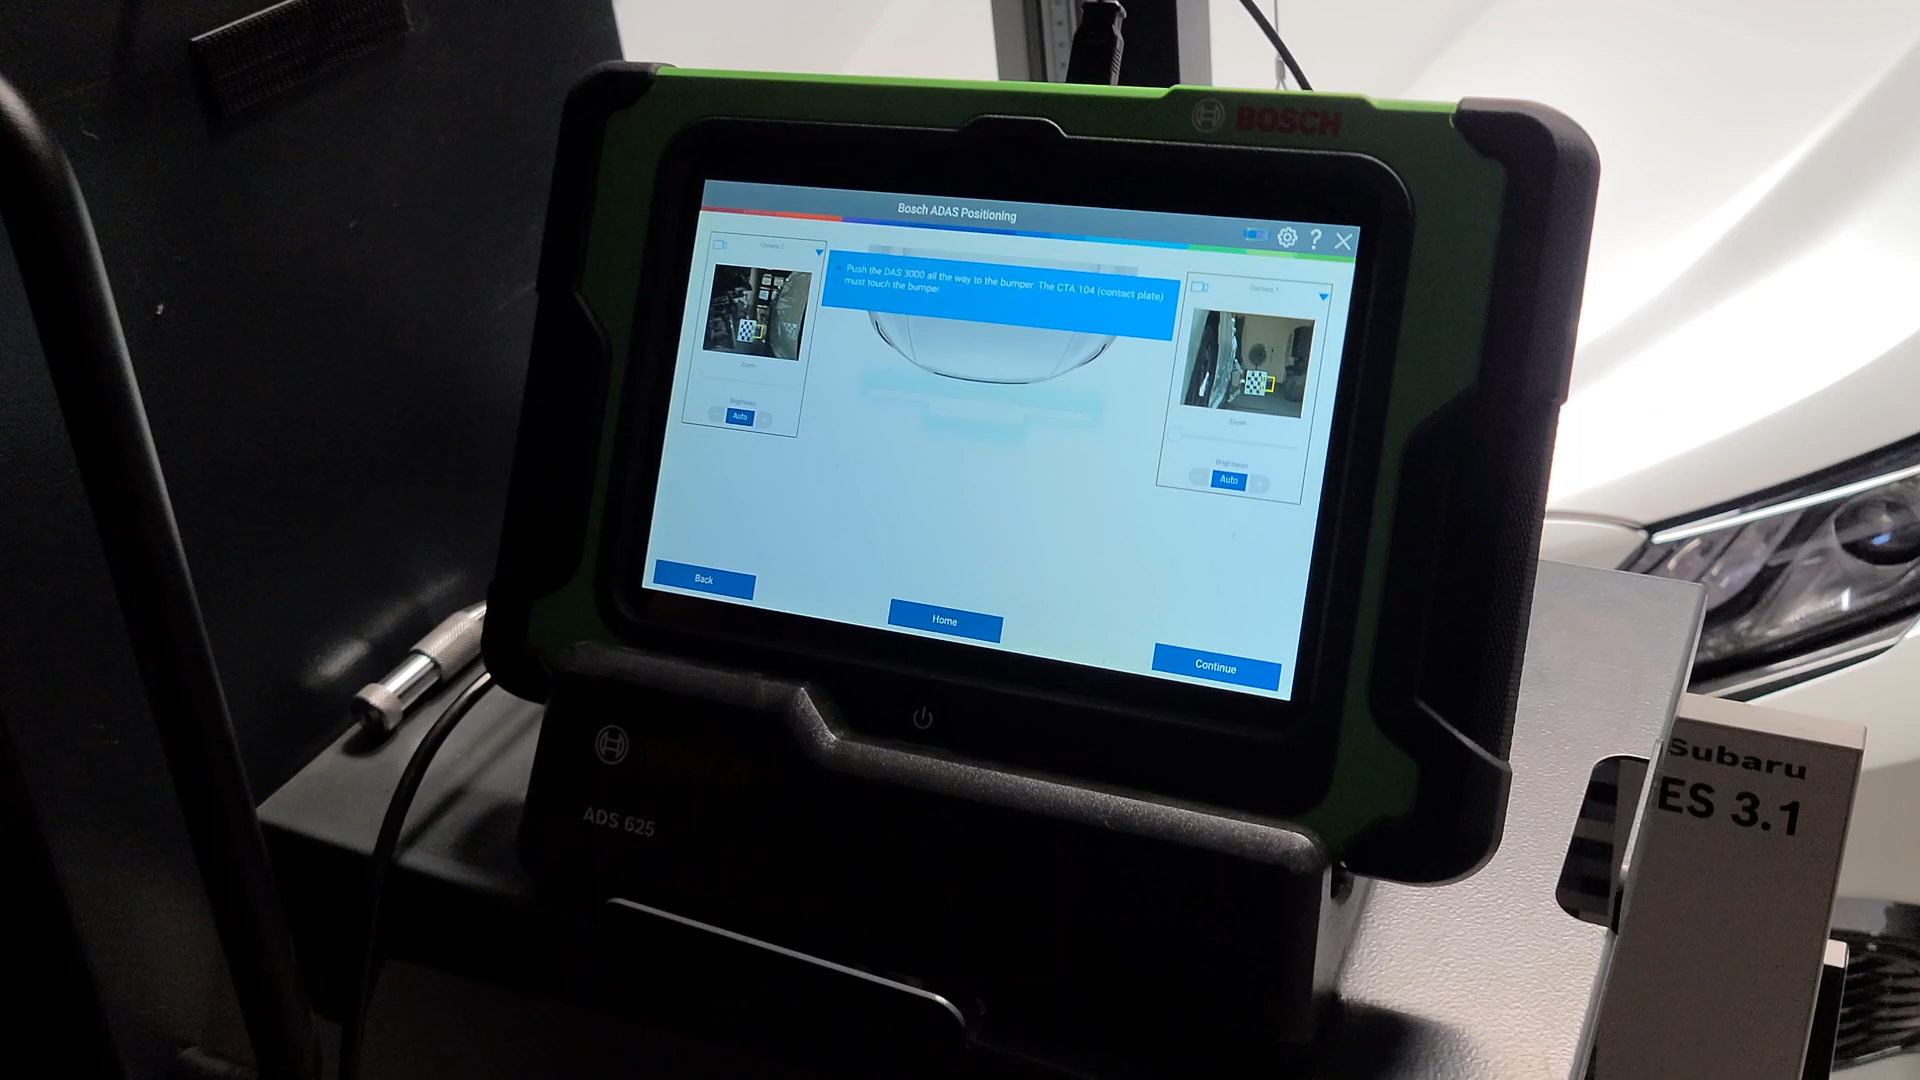 BOSCH
Bosch ADAS Positioning
?
Camera 2
Push the DAS 3000 all the way to the bumper. The CTA 104 (contact plate)
must touch the bumper
Camera 1
Zoom
Brightness
Auto
Zoom
Brightness
Auto
Back
Home
Continue
BOSCH
ADS 625
Subaru
ES 3.1